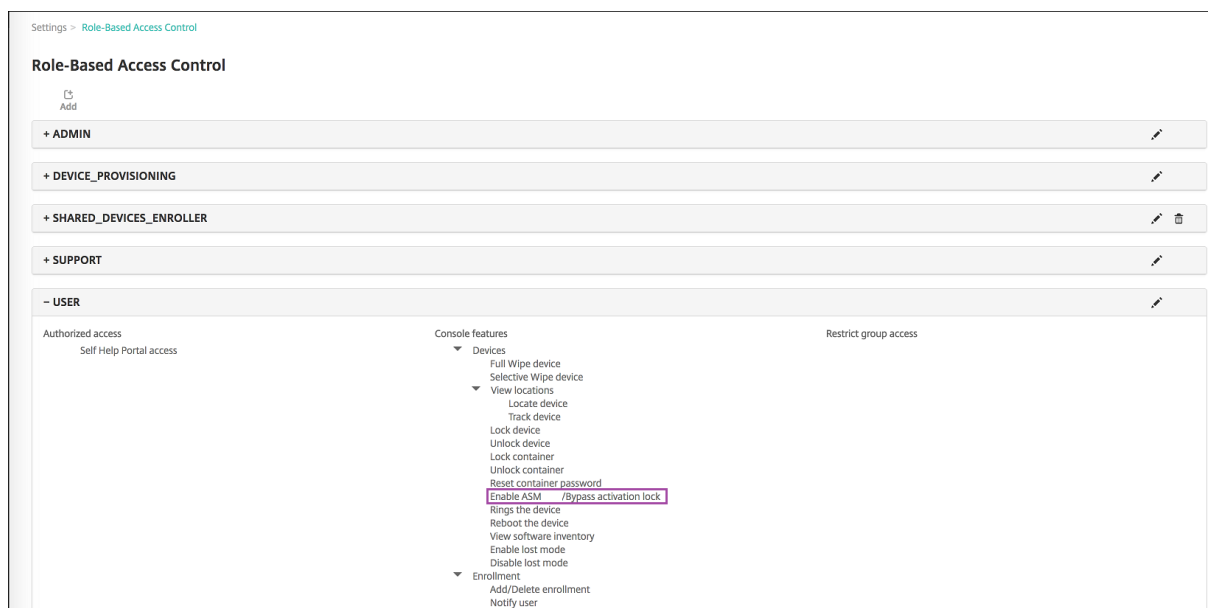 Settings > Role-Based Access Control
Role-Based Access Control
Add
+ ADMIN
+ DEVICE_PROVISIONING
+ SHARED_DEVICES_ENROLLER
+ SUPPORT
− USER
Authorized access
Self Help Portal access
Console features
Devices
Full Wipe device
Selective Wipe device
View locations
Locate device
Track device
Lock device
Unlock device
Lock container
Unlock container
Reset container password
Enable ASM /Bypass activation lock
Rings the device
Reboot the device
View software inventory
Enable lost mode
Disable lost mode
Enrollment
Add/Delete enrollment
Notify user
Restrict group access